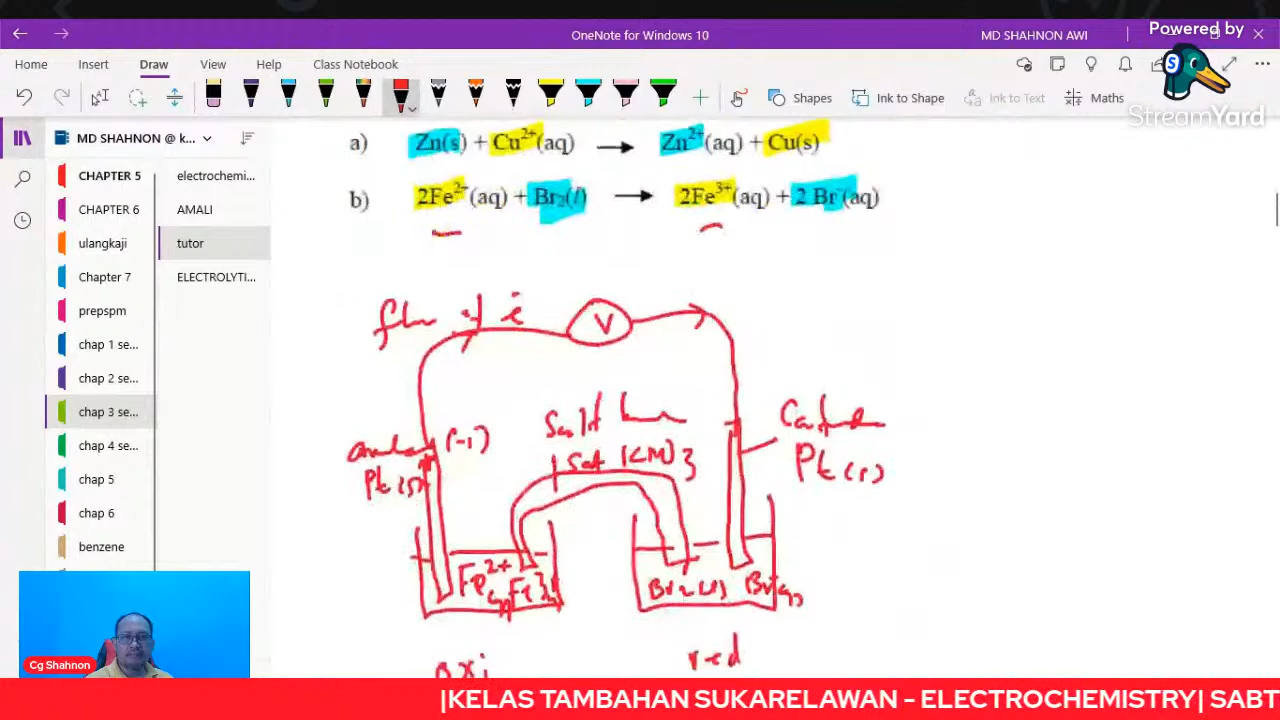 OneNote for Windows 10
MD SHAHNON AWI
Powered by
StreamYard
Home
Insert
Draw
View
Help
Class Notebook
Shapes
Ink to Shape
Ink to Text
Maths
MD SHAHNON @ k...
CHAPTER 5
CHAPTER 6
ulangkaji
Chapter 7
prepspm
chap 1 se...
chap 2 se...
chap 3 se...
chap 4 se...
chap 5
chap 6
benzene
electrochemi...
AMALI
tutor
ELECTROLYTI...
a) Zn(s) + Cu²⁺(aq) → Zn²⁺(aq) + Cu(s)
b) 2Fe²⁺(aq) + Br₂(l) → 2Fe³⁺(aq) + 2 Br⁻(aq)
V
Salt
(-)
Pt(s)
Pt(s)
Fe²⁺
red
oxi
Cg Shahnon
|KELAS TAMBAHAN SUKARELAWAN - ELECTROCHEMISTRY| SABT